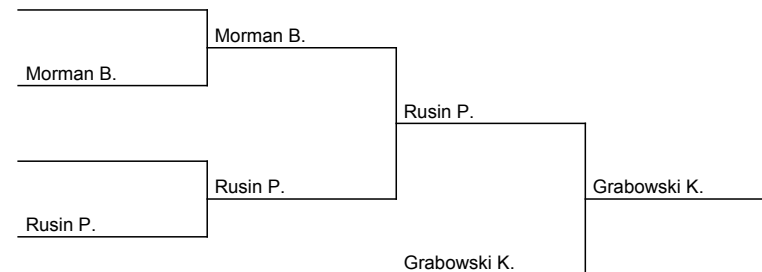 Morman B.
Morman B.
Rusin P.
Rusin P.
Grabowski K.
Rusin P.
Grabowski K.